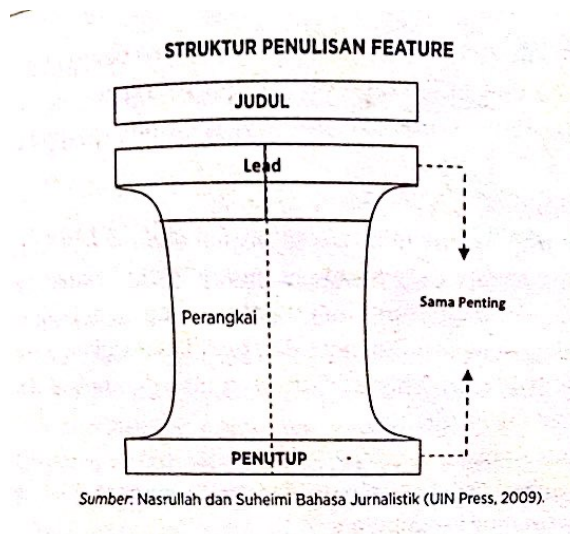 STRUKTUR PENULISAN FEATURE
JUDUL
Lead
Perangkai
Sama Penting
PENUTUP
Sumber: Nasrullah dan Suheimi Bahasa Jurnalistik (UIN Press, 2009).